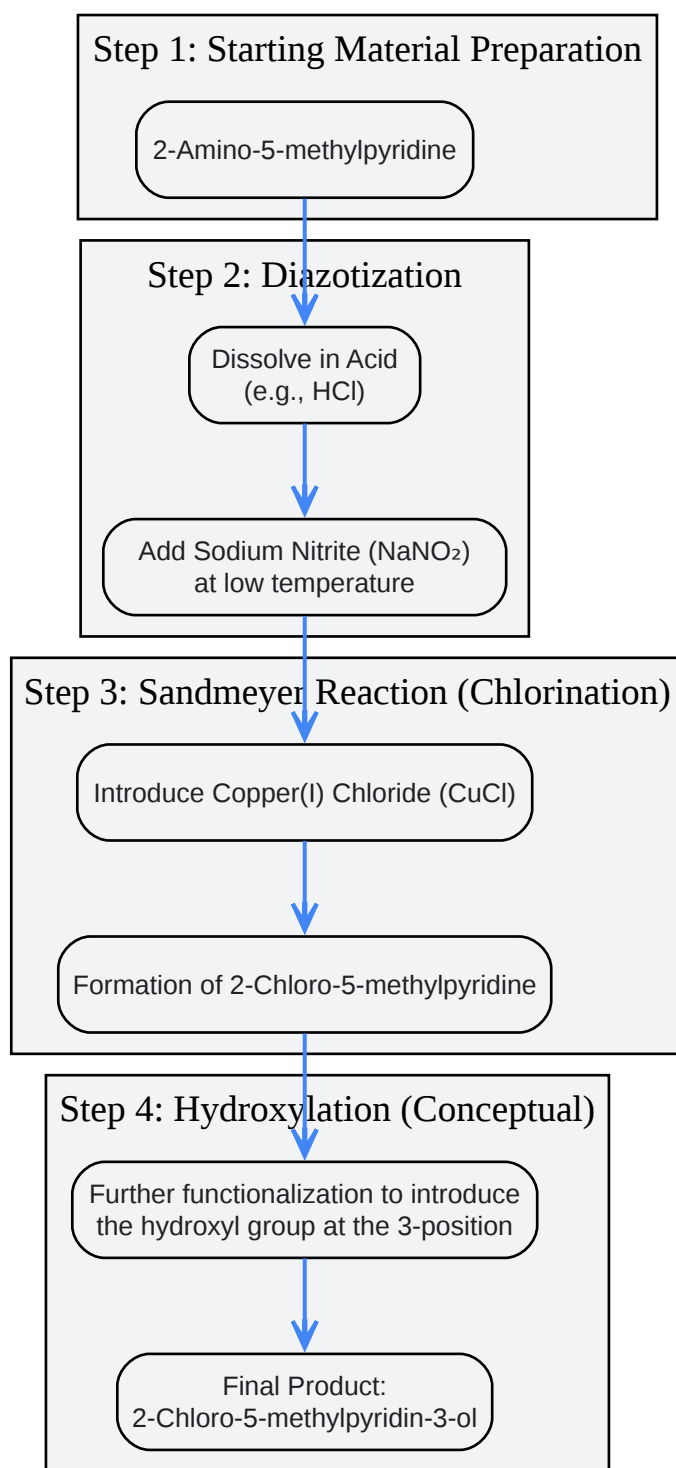 Step 1: Starting Material Preparation
2-Amino-5-methylpyridine
Step 2: Diazotization
Dissolve in Acid
(e.g., HCl)
Add Sodium Nitrite (NaNO₂)
at low temperature
Step 3: Sandmeyer Reaction (Chlorination)
Introduce Copper(I) Chloride (CuCl)
Formation of 2-Chloro-5-methylpyridine
Step 4: Hydroxylation (Conceptual)
Further functionalization to introduce
the hydroxyl group at the 3-position
Final Product:
2-Chloro-5-methylpyridin-3-ol